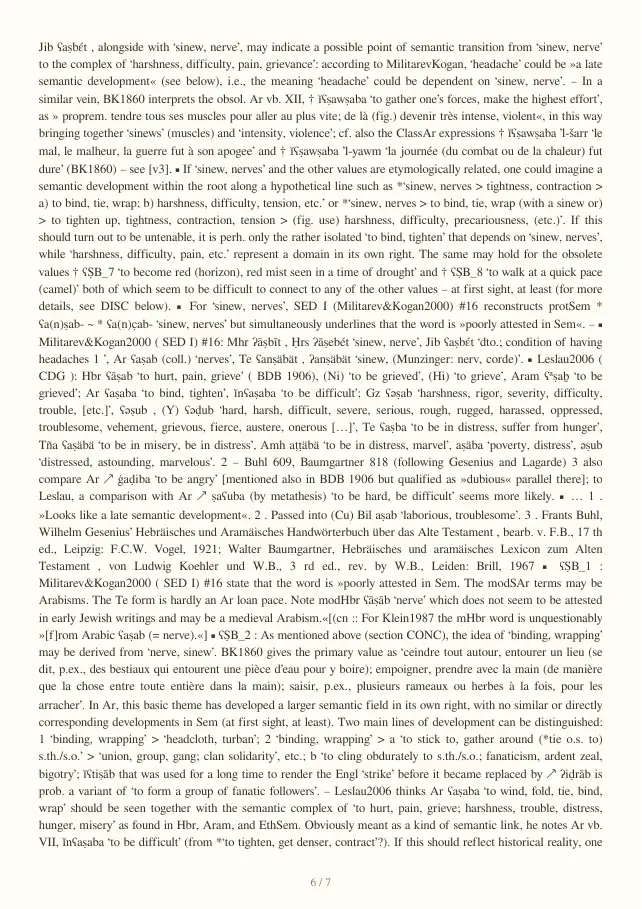 Jib ʕaṣbέt , alongside with ‘sinew, nerve’, may indicate a possible point of semantic transition from ‘sinew, nerve’
to the complex of ‘harshness, difficulty, pain, grievance’: according to MilitarevKogan, ‘headache’ could be »a late
semantic development« (see below), i.e., the meaning ‘headache’ could be dependent on ‘sinew, nerve’. – In a
similar vein, BK1860 interprets the obsol. Ar vb. XII, † ĭʕṣawṣaba ‘to gather one’s forces, make the highest effort’,
as » proprem. tendre tous ses muscles pour aller au plus vite; de là (fig.) devenir très intense, violent«, in this way
bringing together ‘sinews’ (muscles) and ‘intensity, violence’; cf. also the ClassAr expressions † ĭʕṣawṣaba ’l-šarr ‘le
mal, le malheur, la guerre fut à son apogee’ and † ĭʕṣawṣaba ’l-yawm ‘la journée (du combat ou de la chaleur) fut
dure’ (BK1860) – see [v3]. ▪ If ‘sinew, nerves’ and the other values are etymologically related, one could imagine a
semantic development within the root along a hypothetical line such as *‘sinew, nerves > tightness, contraction >
a) to bind, tie, wrap; b) harshness, difficulty, tension, etc.’ or *‘sinew, nerves > to bind, tie, wrap (with a sinew or)
> to tighten up, tightness, contraction, tension > (fig. use) harshness, difficulty, precariousness, (etc.)’. If this
should turn out to be untenable, it is perh. only the rather isolated ‘to bind, tighten’ that depends on ‘sinew, nerves’,
while ‘harshness, difficulty, pain, etc.’ represent a domain in its own right. The same may hold for the obsolete
values † ʕṢB_7 ‘to become red (horizon), red mist seen in a time of drought’ and † ʕṢB_8 ‘to walk at a quick pace
(camel)’ both of which seem to be difficult to connect to any of the other values – at first sight, at least (for more
details, see DISC below). ▪ For ‘sinew, nerves’, SED I (Militarev&Kogan2000) #16 reconstructs protSem *
ʕa(n)ṣab- ~ * ʕa(n)çab- ‘sinew, nerves’ but simultaneously underlines that the word is »poorly attested in Sem«. – ▪
Militarev&Kogan2000 ( SED I) #16: Mhr ʔāṣbīt , Ḥrṣ ʔāṣebét ‘sinew, nerve’, Jib ʕaṣbέt ‘dto.; condition of having
headaches 1 ’, Ar ʕaṣab (coll.) ‘nerves’, Te ʕanṣäbät , ʔanṣäbät ‘sinew, (Munzinger: nerv, corde)’. ▪ Leslau2006 (
CDG ): Hbr ʕāṣab ‘to hurt, pain, grieve’ ( BDB 1906), (Ni) ‘to be grieved’, (Hi) ‘to grieve’, Aram ʕᵃṣaḇ ‘to be
grieved’; Ar ʕaṣaba ‘to bind, tighten’, ĭnʕaṣaba ‘to be difficult’; Gz ʕəṣab ‘harshness, rigor, severity, difficulty,
trouble, [etc.]’, ʕəṣub , (Y) ʕəḍub ‘hard, harsh, difficult, severe, serious, rough, rugged, harassed, oppressed,
troublesome, vehement, grievous, fierce, austere, onerous […]’, Te ʕaṣba ‘to be in distress, suffer from hunger’,
Tña ʕaṣäbä ‘to be in misery, be in distress’, Amh aṭṭäbä ‘to be in distress, marvel’, aṣäba ‘poverty, distress’, əṣub
‘distressed, astounding, marvelous’. 2 – Buhl 609, Baumgartner 818 (following Gesenius and Lagarde) 3 also
compare Ar ↗ ġaḍiba ‘to be angry’ [mentioned also in BDB 1906 but qualified as »dubious« parallel there]; to
Leslau, a comparison with Ar ↗ ṣaʕuba (by metathesis) ‘to be hard, be difficult’ seems more likely. ▪ … 1 .
»Looks like a late semantic development«. 2 . Passed into (Cu) Bil aṣab ‘laborious, troublesome’. 3 . Frants Buhl,
Wilhelm Gesenius’ Hebräisches und Aramäisches Handwörterbuch über das Alte Testament , bearb. v. F.B., 17 th
ed., Leipzig: F.C.W. Vogel, 1921; Walter Baumgartner, Hebräisches und aramäisches Lexicon zum Alten
Testament , von Ludwig Koehler und W.B., 3 rd ed., rev. by W.B., Leiden: Brill, 1967 ▪ ʕṢB_1 :
Militarev&Kogan2000 ( SED I) #16 state that the word is »poorly attested in Sem. The modSAr terms may be
Arabisms. The Te form is hardly an Ar loan pace. Note modHbr ʕāṣāb ‘nerve’ which does not seem to be attested
in early Jewish writings and may be a medieval Arabism.«[(cn :: For Klein1987 the mHbr word is unquestionably
»[f]rom Arabic ʕaṣab (= nerve).«] ▪ ʕṢB_2 : As mentioned above (section CONC), the idea of ‘binding, wrapping’
may be derived from ‘nerve, sinew’. BK1860 gives the primary value as ‘ceindre tout autour, entourer un lieu (se
dit, p.ex., des bestiaux qui entourent une pièce d’eau pour y boire); empoigner, prendre avec la main (de manière
que la chose entre toute entière dans la main); saisir, p.ex., plusieurs rameaux ou herbes à la fois, pour les
arracher’. In Ar, this basic theme has developed a larger semantic field in its own right, with no similar or directly
corresponding developments in Sem (at first sight, at least). Two main lines of development can be distinguished:
1 ‘binding, wrapping’ > ‘headcloth, turban’; 2 ‘binding, wrapping’ > a ‘to stick to, gather around (*tie o.s. to)
s.th./s.o.’ > ‘union, group, gang; clan solidarity’, etc.; b ‘to cling obdurately to s.th./s.o.; fanaticism, ardent zeal,
bigotry’; ĭʕtiṣāb that was used for a long time to render the Engl ‘strike’ before it became replaced by ↗ ʔiḍrāb is
prob. a variant of ‘to form a group of fanatic followers’. – Leslau2006 thinks Ar ʕaṣaba ‘to wind, fold, tie, bind,
wrap’ should be seen together with the semantic complex of ‘to hurt, pain, grieve; harshness, trouble, distress,
hunger, misery’ as found in Hbr, Aram, and EthSem. Obviously meant as a kind of semantic link, he notes Ar vb.
VII, ĭnʕaṣaba ‘to be difficult’ (from *‘to tighten, get denser, contract’?). If this should reflect historical reality, one
6 / 7